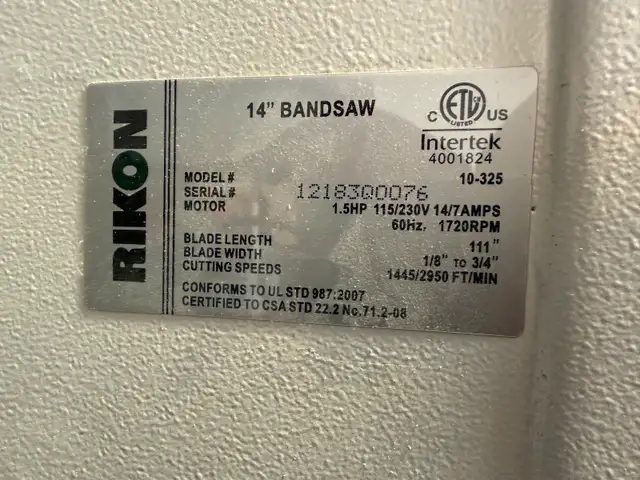 RIKON
14" BANDSAW
C ETL US
LISTED
Intertek
4001824
MODEL # 10-325
SERIAL # 12183Q0076
MOTOR 1.5HP 115/230V 14/7AMPS
60Hz, 1720RPM
BLADE LENGTH 111"
BLADE WIDTH 1/8" TO 3/4"
CUTTING SPEEDS 1445/2950 FT/MIN
CONFORMS TO UL STD 987:2007
CERTIFIED TO CSA STD 22.2 No.71.2-08